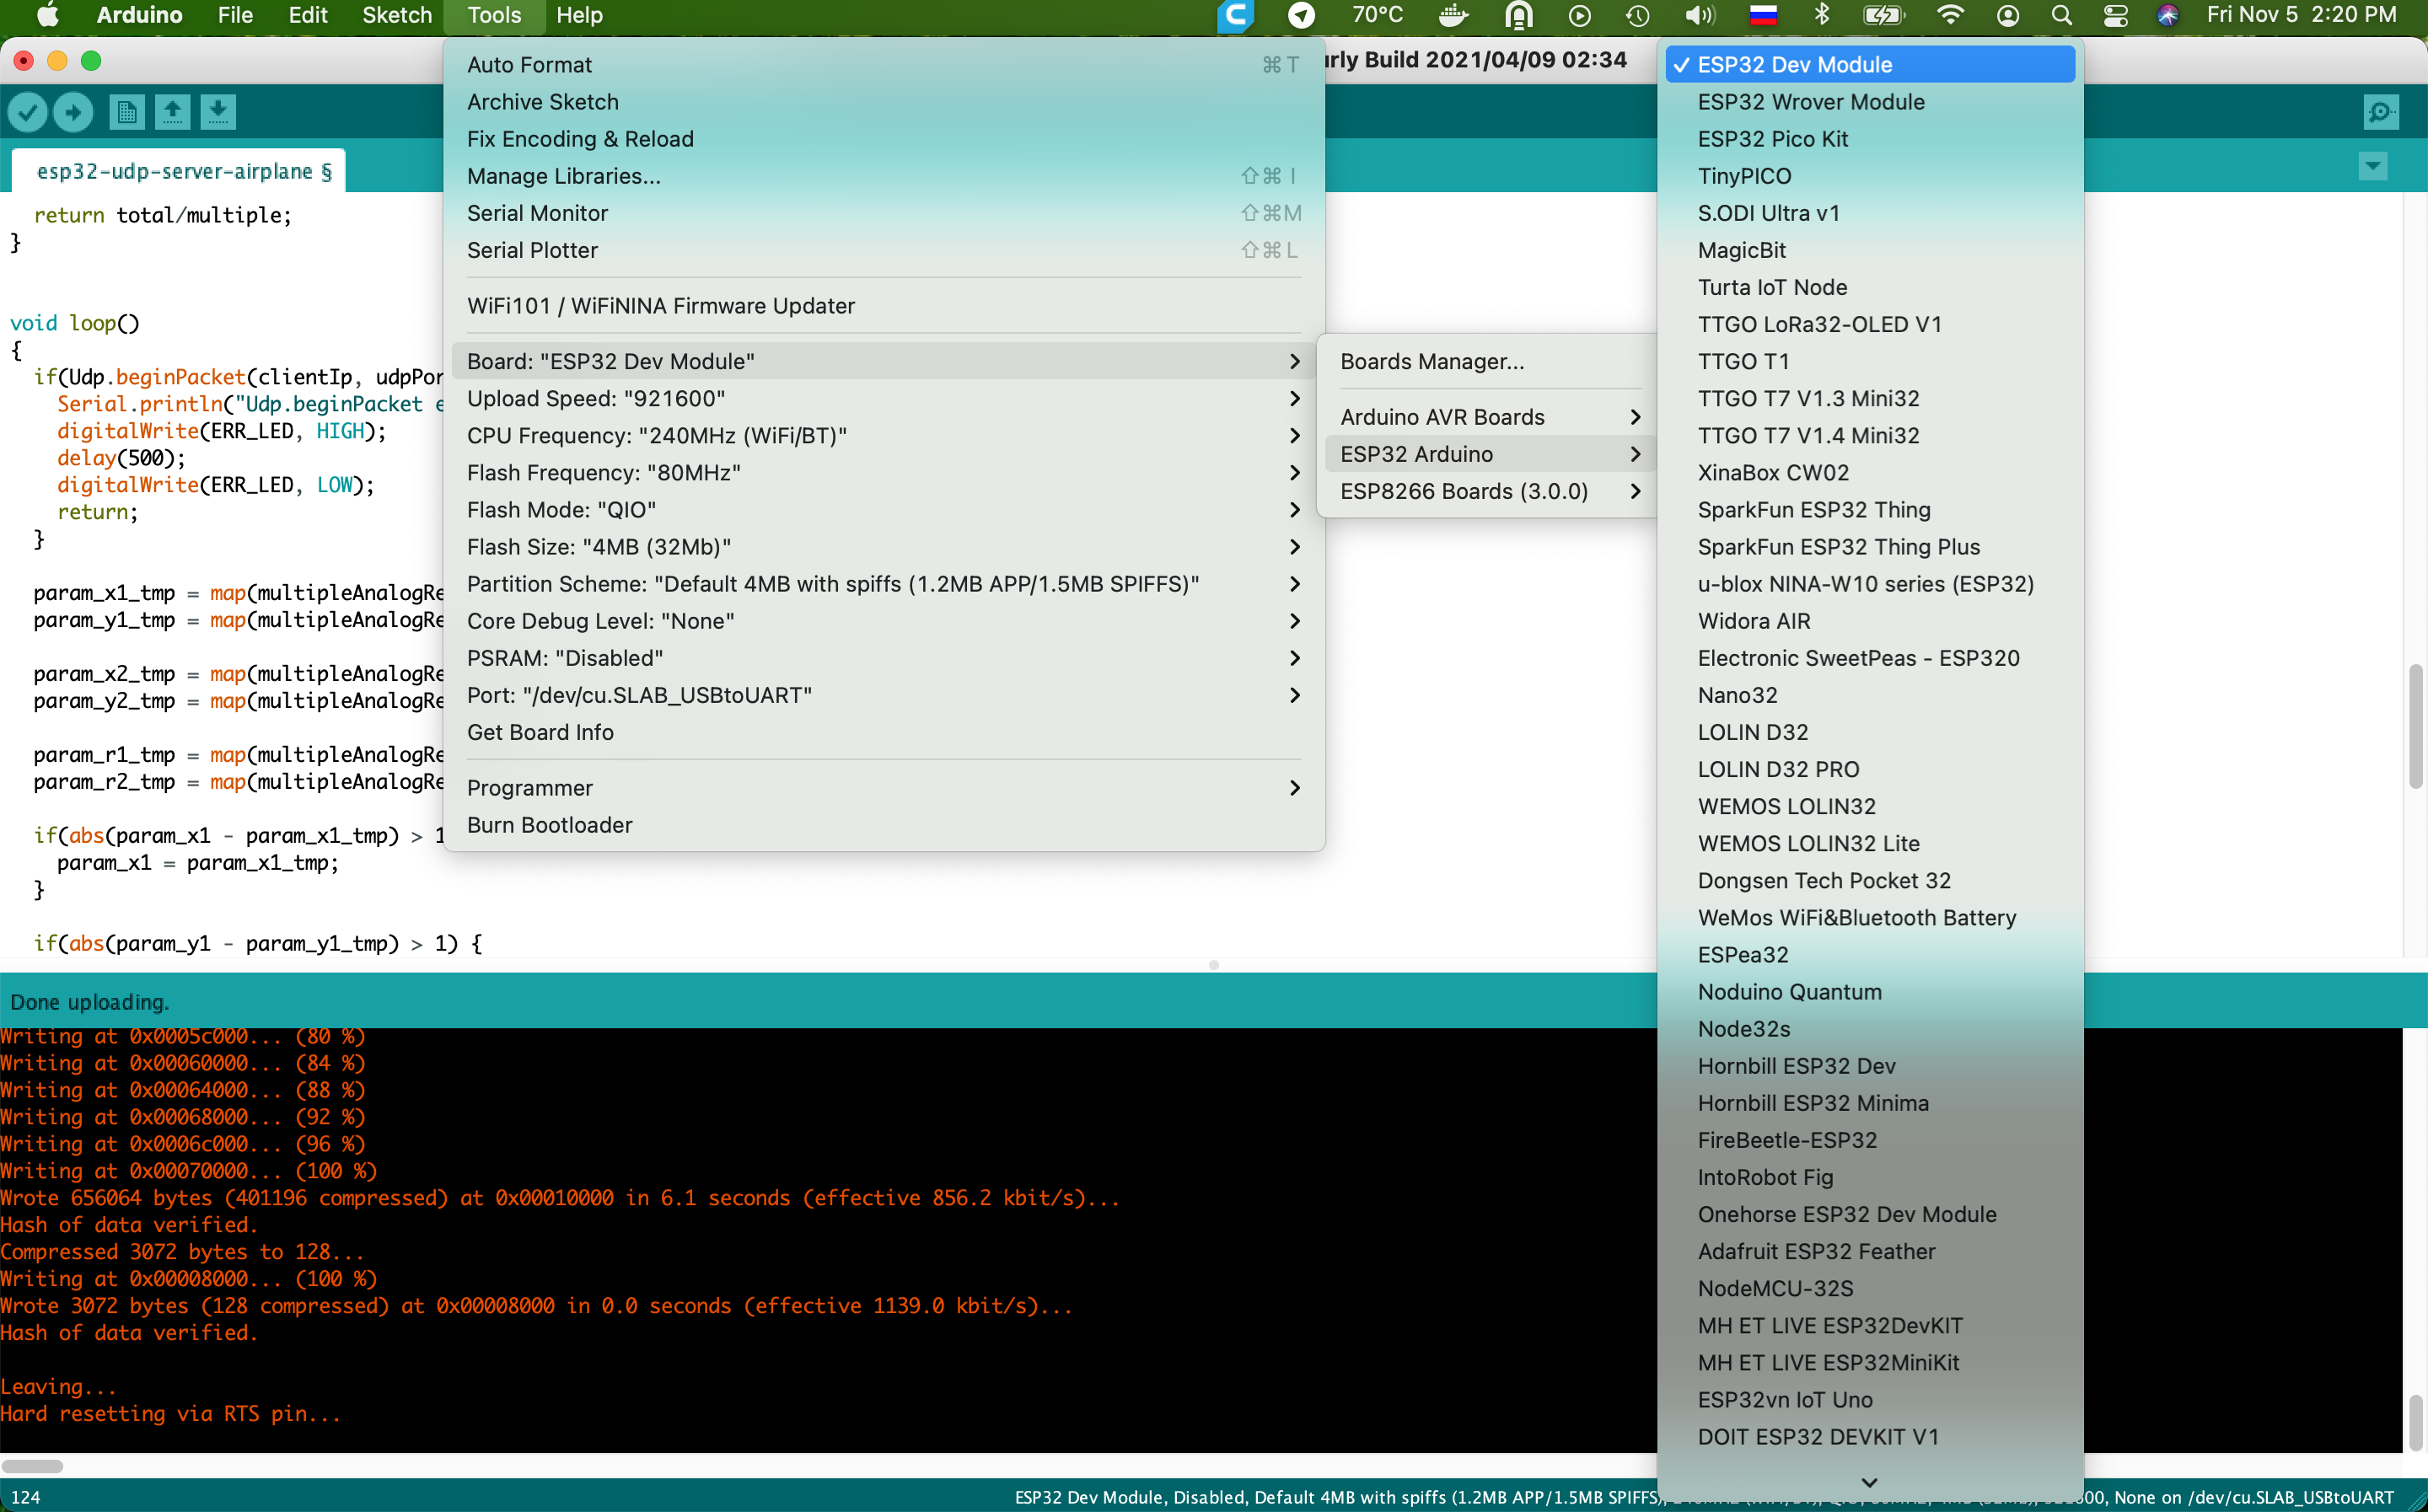 Arduino File Edit Sketch Tools Help 70°C Fri Nov 5 2:20 PM
urly Build 2021/04/09 02:34
esp32-udp-server-airplane §
return total/multiple;
}
void loop()
{
if(Udp.beginPacket(clientIp, udpPor
Serial.println("Udp.beginPacket e
digitalWrite(ERR_LED, HIGH);
delay(500);
digitalWrite(ERR_LED, LOW);
return;
}
param_x1_tmp = map(multipleAnalogRe
param_y1_tmp = map(multipleAnalogRe
param_x2_tmp = map(multipleAnalogRe
param_y2_tmp = map(multipleAnalogRe
param_r1_tmp = map(multipleAnalogRe
param_r2_tmp = map(multipleAnalogRe
if(abs(param_x1 - param_x1_tmp) > 1
param_x1 = param_x1_tmp;
}
if(abs(param_y1 - param_y1_tmp) > 1) {
Auto Format ⌘T
Archive Sketch
Fix Encoding & Reload
Manage Libraries... ⇧⌘I
Serial Monitor ⇧⌘M
Serial Plotter ⇧⌘L
WiFi101 / WiFiNINA Firmware Updater
Board: "ESP32 Dev Module"
Upload Speed: "921600"
CPU Frequency: "240MHz (WiFi/BT)"
Flash Frequency: "80MHz"
Flash Mode: "QIO"
Flash Size: "4MB (32Mb)"
Partition Scheme: "Default 4MB with spiffs (1.2MB APP/1.5MB SPIFFS)"
Core Debug Level: "None"
PSRAM: "Disabled"
Port: "/dev/cu.SLAB_USBtoUART"
Get Board Info
Programmer
Burn Bootloader
Boards Manager...
Arduino AVR Boards
ESP32 Arduino
ESP8266 Boards (3.0.0)
✓ ESP32 Dev Module
ESP32 Wrover Module
ESP32 Pico Kit
TinyPICO
S.ODI Ultra v1
MagicBit
Turta IoT Node
TTGO LoRa32-OLED V1
TTGO T1
TTGO T7 V1.3 Mini32
TTGO T7 V1.4 Mini32
XinaBox CW02
SparkFun ESP32 Thing
SparkFun ESP32 Thing Plus
u-blox NINA-W10 series (ESP32)
Widora AIR
Electronic SweetPeas - ESP320
Nano32
LOLIN D32
LOLIN D32 PRO
WEMOS LOLIN32
WEMOS LOLIN32 Lite
Dongsen Tech Pocket 32
WeMos WiFi&Bluetooth Battery
ESPea32
Noduino Quantum
Node32s
Hornbill ESP32 Dev
Hornbill ESP32 Minima
FireBeetle-ESP32
IntoRobot Fig
Onehorse ESP32 Dev Module
Adafruit ESP32 Feather
NodeMCU-32S
MH ET LIVE ESP32DevKIT
MH ET LIVE ESP32MiniKit
ESP32vn IoT Uno
DOIT ESP32 DEVKIT V1
Done uploading.
Writing at 0x0005c000... (80 %)
Writing at 0x00060000... (84 %)
Writing at 0x00064000... (88 %)
Writing at 0x00068000... (92 %)
Writing at 0x0006c000... (96 %)
Writing at 0x00070000... (100 %)
Wrote 656064 bytes (401196 compressed) at 0x00010000 in 6.1 seconds (effective 856.2 kbit/s)...
Hash of data verified.
Compressed 3072 bytes to 128...
Writing at 0x00008000... (100 %)
Wrote 3072 bytes (128 compressed) at 0x00008000 in 0.0 seconds (effective 1139.0 kbit/s)...
Hash of data verified.
Leaving...
Hard resetting via RTS pin...
124 ESP32 Dev Module, Disabled, Default 4MB with spiffs (1.2MB APP/1.5MB SPIFFS), 00, None on /dev/cu.SLAB_USBtoUART